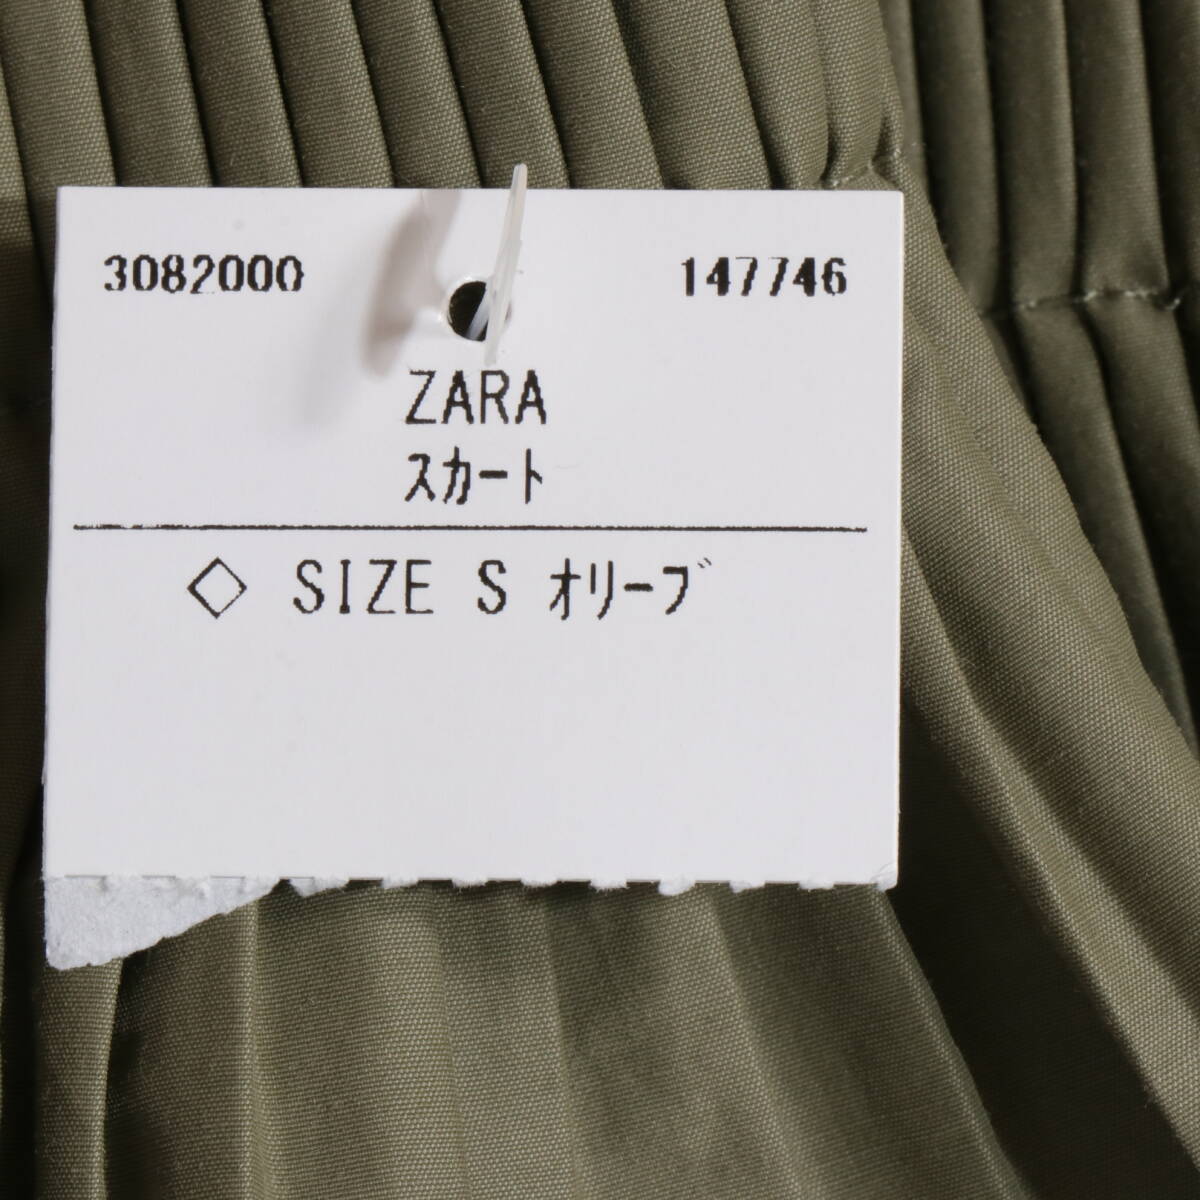 3082000 147746
ZARA
ｽｶｰﾄ
◇ SIZE S ｵﾘｰﾌﾞ